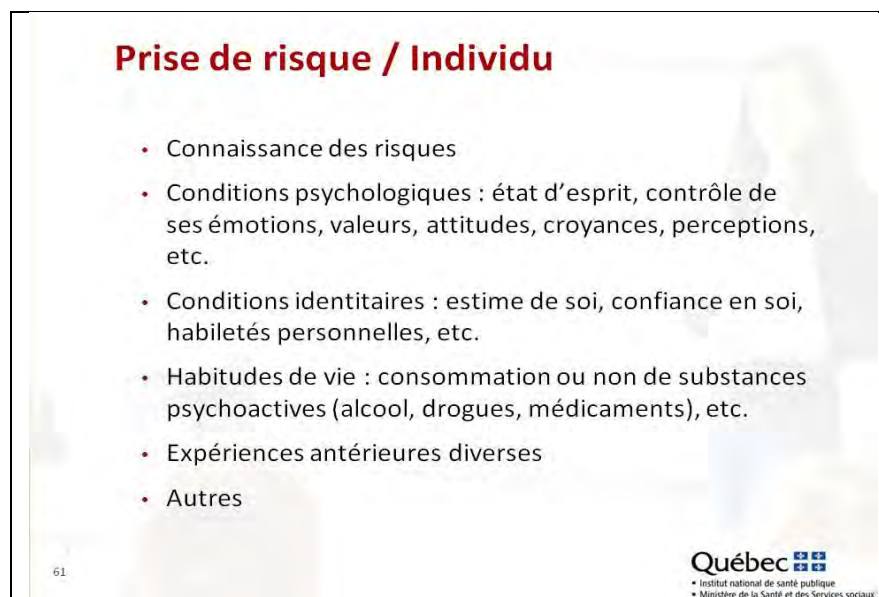 Prise de risque / Individu
• Connaissance des risques
• Conditions psychologiques : état d'esprit, contrôle de
ses émotions, valeurs, attitudes, croyances, perceptions,
etc.
• Conditions identitaires : estime de soi, confiance en soi,
habiletés personnelles, etc.
• Habitudes de vie : consommation ou non de substances
psychoactives (alcool, drogues, médicaments), etc.
• Expériences antérieures diverses
• Autres
61
Québec
• Institut national de santé publique
• Ministère de la Santé et des Services sociaux